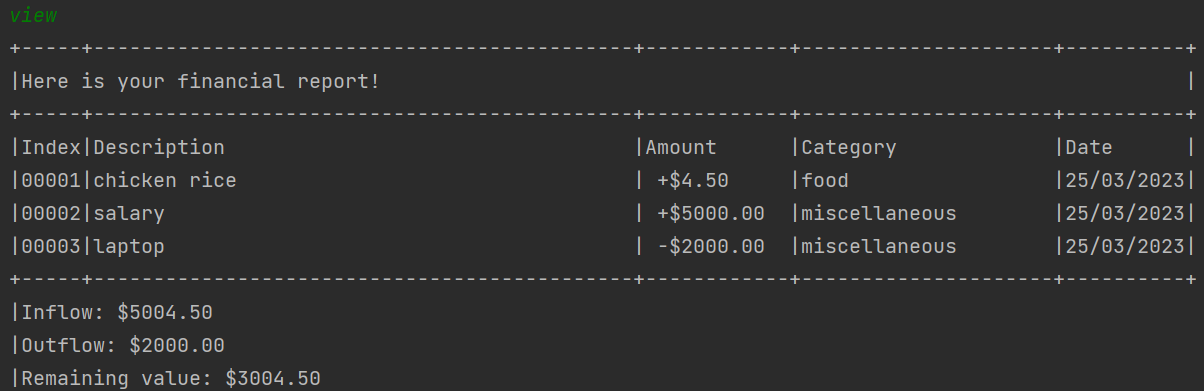 view
+-----+---------------------------------------------+------------+---------------------+----------+
|Here is your financial report!                                                                   |
+-----+---------------------------------------------+------------+---------------------+----------+
|Index|Description                                  |Amount      |Category             |Date      |
|00001|chicken rice                                 | +$4.50     |food                 |25/03/2023|
|00002|salary                                       | +$5000.00  |miscellaneous        |25/03/2023|
|00003|laptop                                       | -$2000.00  |miscellaneous        |25/03/2023|
+-----+---------------------------------------------+------------+---------------------+----------+
|Inflow: $5004.50
|Outflow: $2000.00
|Remaining value: $3004.50